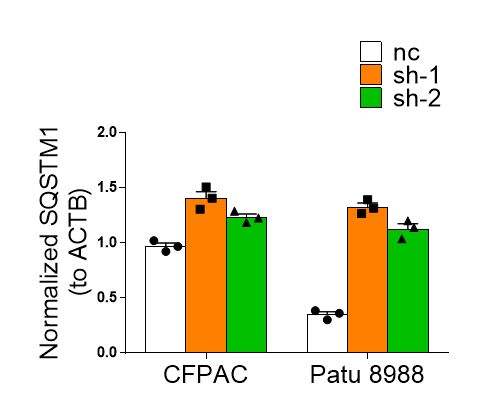 nc
sh-1
sh-2
Normalized SQSTM1
(to ACTB)
2.0
1.5
1.0
0.5
0.0
CFPAC
Patu 8988